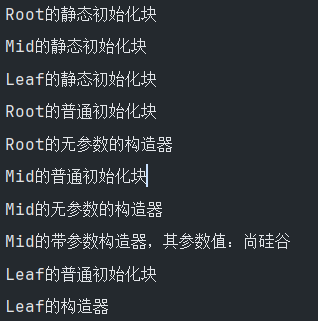 Root的静态初始化块
Mid的静态初始化块
Leaf的静态初始化块
Root的普通初始化块
Root的无参数的构造器
Mid的普通初始化块
Mid的无参数的构造器
Mid的带参数构造器，其参数值：尚硅谷
Leaf的普通初始化块
Leaf的构造器